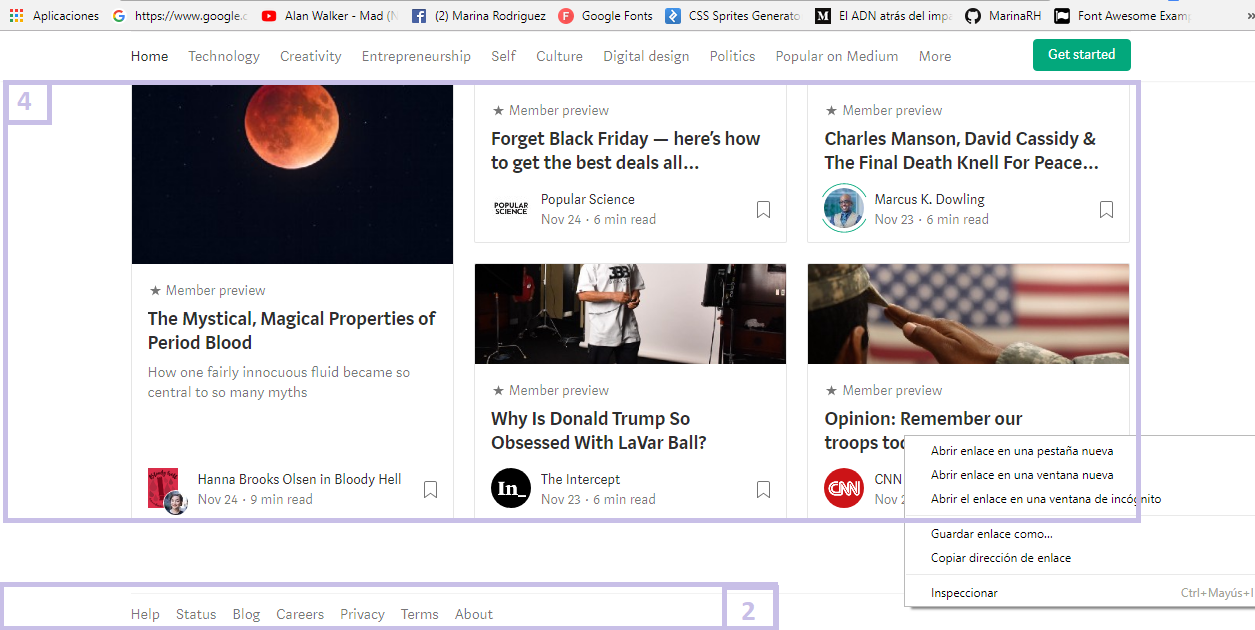 Aplicaciones https://www.google.c Alan Walker - Mad (N (2) Marina Rodriguez Google Fonts CSS Sprites Generato El ADN atrás del impa MarinaRH Font Awesome Examp »
Home Technology Creativity Entrepreneurship Self Culture Digital design Politics Popular on Medium More Get started
4
★ Member preview
The Mystical, Magical Properties of
Period Blood
How one fairly innocuous fluid became so
central to so many myths
Hanna Brooks Olsen in Bloody Hell
Nov 24 · 9 min read
★ Member preview
Forget Black Friday — here’s how
to get the best deals all…
POPULAR
SCIENCE
Popular Science
Nov 24 · 6 min read
★ Member preview
Why Is Donald Trump So
Obsessed With LaVar Ball?
In_
The Intercept
Nov 23 · 6 min read
★ Member preview
Charles Manson, David Cassidy &
The Final Death Knell For Peace…
Marcus K. Dowling
Nov 23 · 6 min read
★ Member preview
Opinion: Remember our
troops
CNN
CNN
Nov
Abrir enlace en una pestaña nueva
Abrir enlace en una ventana nueva
Abrir el enlace en una ventana de incógnito
Guardar enlace como...
Copiar dirección de enlace
Inspeccionar Ctrl+Mayús+I
Help Status Blog Careers Privacy Terms About
2